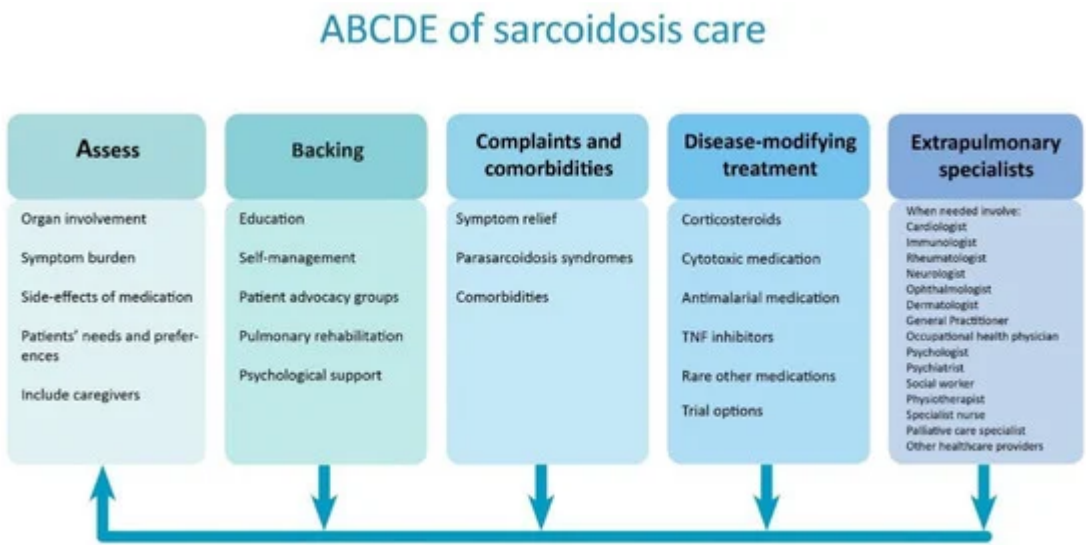 ABCDE of sarcoidosis care
Assess
Organ involvement
Symptom burden
Side-effects of medication
Patients' needs and prefer-
ences
Include caregivers
Backing
Education
Self-management
Patient advocacy groups
Pulmonary rehabilitation
Psychological support
Complaints and
comorbidities
Symptom relief
Parasarcoidosis syndromes
Comorbidities
Disease-modifying
treatment
Corticosteroids
Cytotoxic medication
Antimalarial medication
TNF inhibitors
Rare other medications
Trial options
Extrapulmonary
specialists
When needed involve:
Cardiologist
Immunologist
Rheumatologist
Neurologist
Ophthalmologist
Dermatologist
General Practitioner
Occupational health physician
Psychologist
Psychiatrist
Social worker
Physiotherapist
Specialist nurse
Palliative care specialist
Other healthcare providers